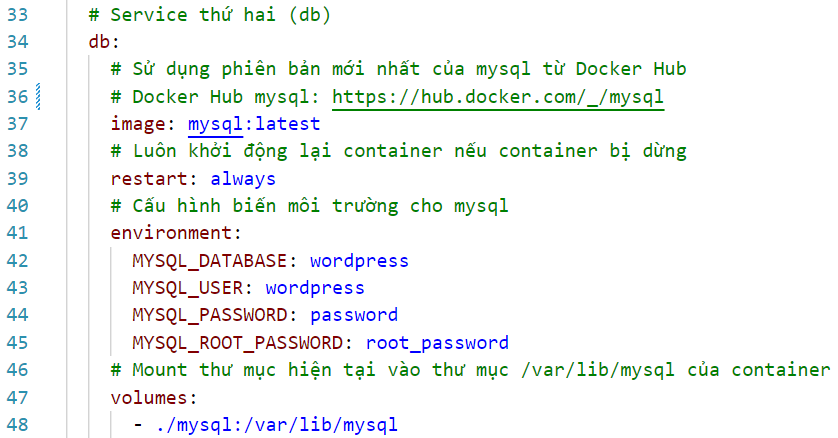 33 # Service thứ hai (db)
34 db:
35 # Sử dụng phiên bản mới nhất của mysql từ Docker Hub
36 # Docker Hub mysql: https://hub.docker.com/_/mysql
37 image: mysql:latest
38 # Luôn khởi động lại container nếu container bị dừng
39 restart: always
40 # Cấu hình biến môi trường cho mysql
41 environment:
42 MYSQL_DATABASE: wordpress
43 MYSQL_USER: wordpress
44 MYSQL_PASSWORD: password
45 MYSQL_ROOT_PASSWORD: root_password
46 # Mount thư mục hiện tại vào thư mục /var/lib/mysql của container
47 volumes:
48 - ./mysql:/var/lib/mysql